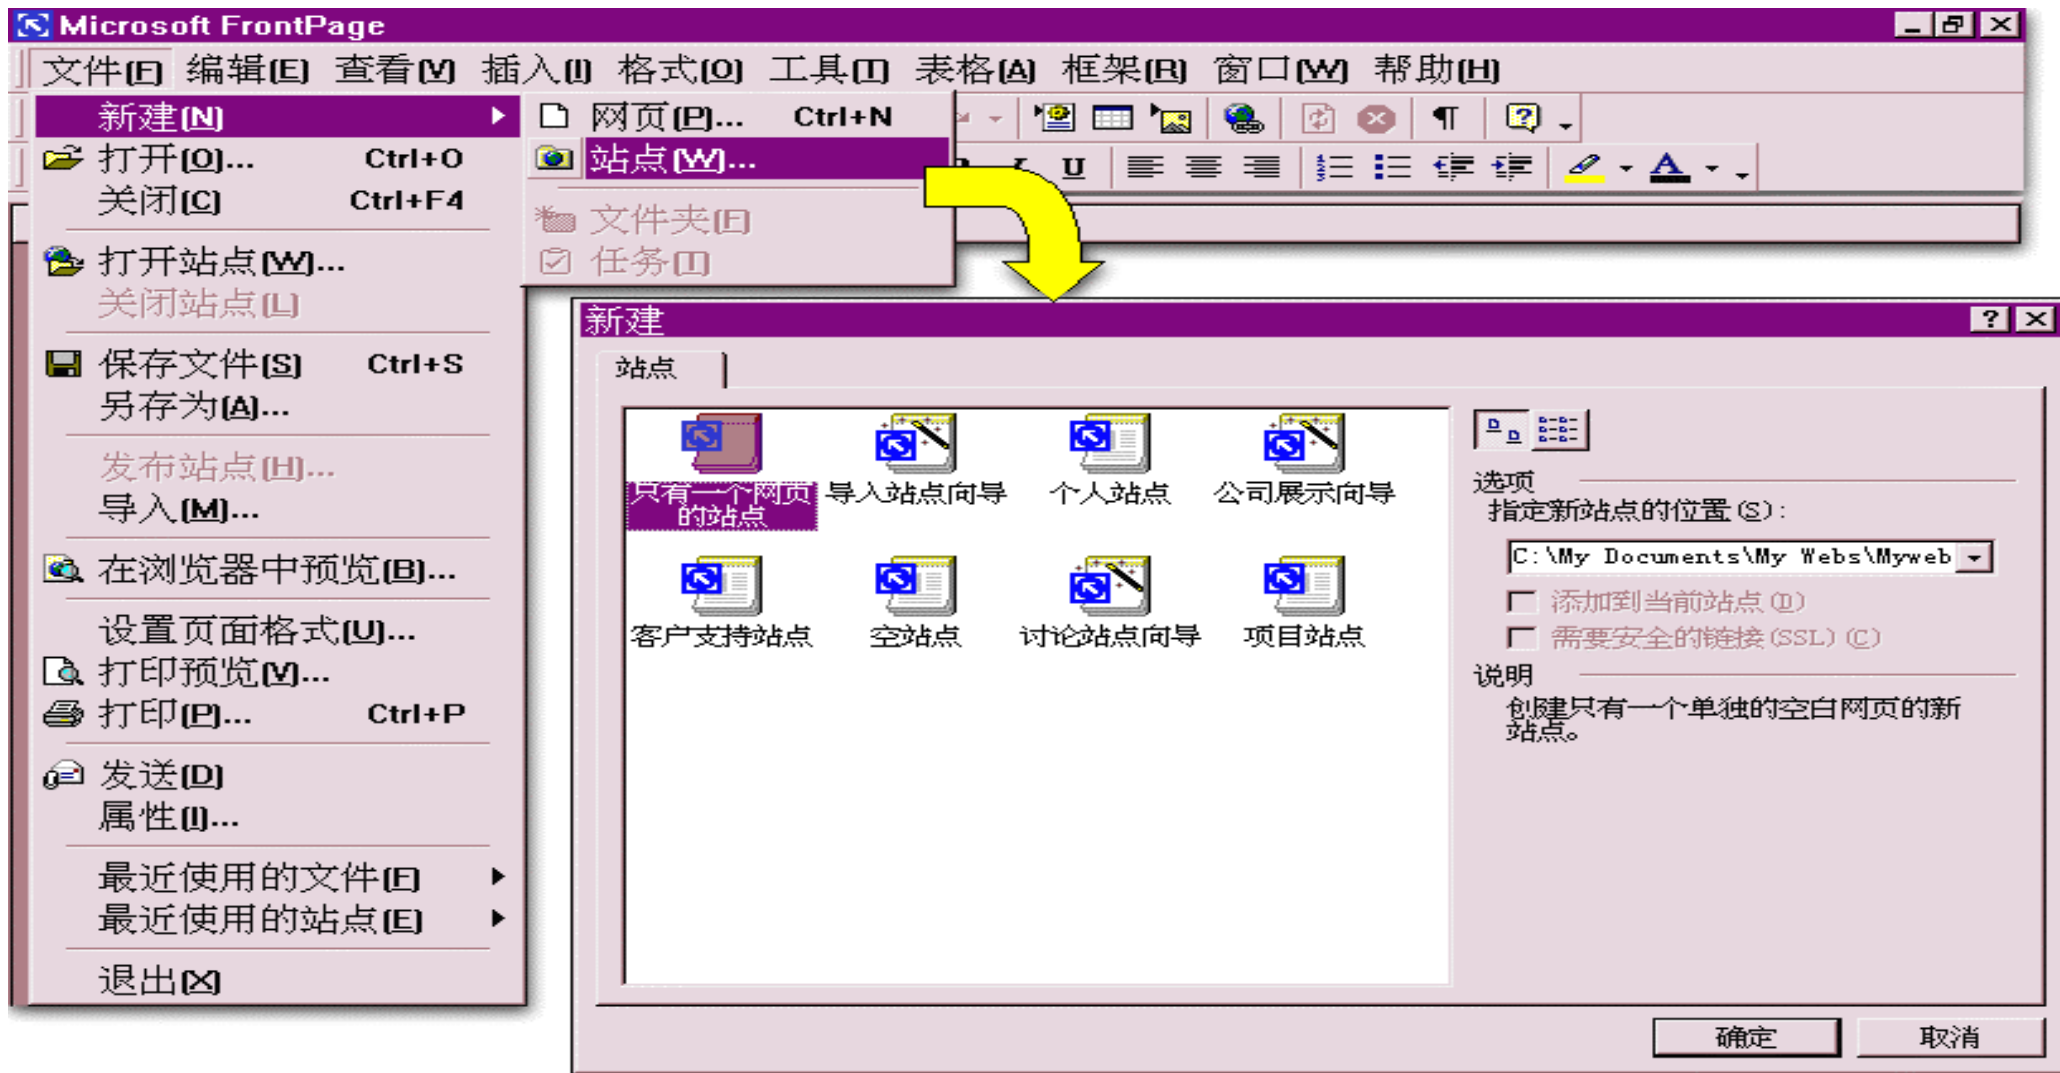 Microsoft FrontPage
文件(F) 编辑(E) 查看(V) 插入(I) 格式(O) 工具(T) 表格(A) 框架(R) 窗口(W) 帮助(H)
新建(N)
打开(O)... Ctrl+O
关闭(C) Ctrl+F4
打开站点(W)...
关闭站点(L)
保存文件(S) Ctrl+S
另存为(A)...
发布站点(H)...
导入(M)...
在浏览器中预览(B)...
设置页面格式(U)...
打印预览(V)...
打印(P)... Ctrl+P
发送(D)
属性(I)...
最近使用的文件(F)
最近使用的站点(E)
退出(X)
网页(P)... Ctrl+N
站点(W)...
文件夹(F)
任务(T)
U
A
新建
站点
只有一个网页
的站点
导入站点向导
个人站点
公司展示向导
客户支持站点
空站点
讨论站点向导
项目站点
选项
指定新站点的位置(S):
C:\My Documents\My Webs\Myweb
添加到当前站点(D)
需要安全的链接(SSL)(C)
说明
创建只有一个单独的空白网页的新
站点。
确定 取消